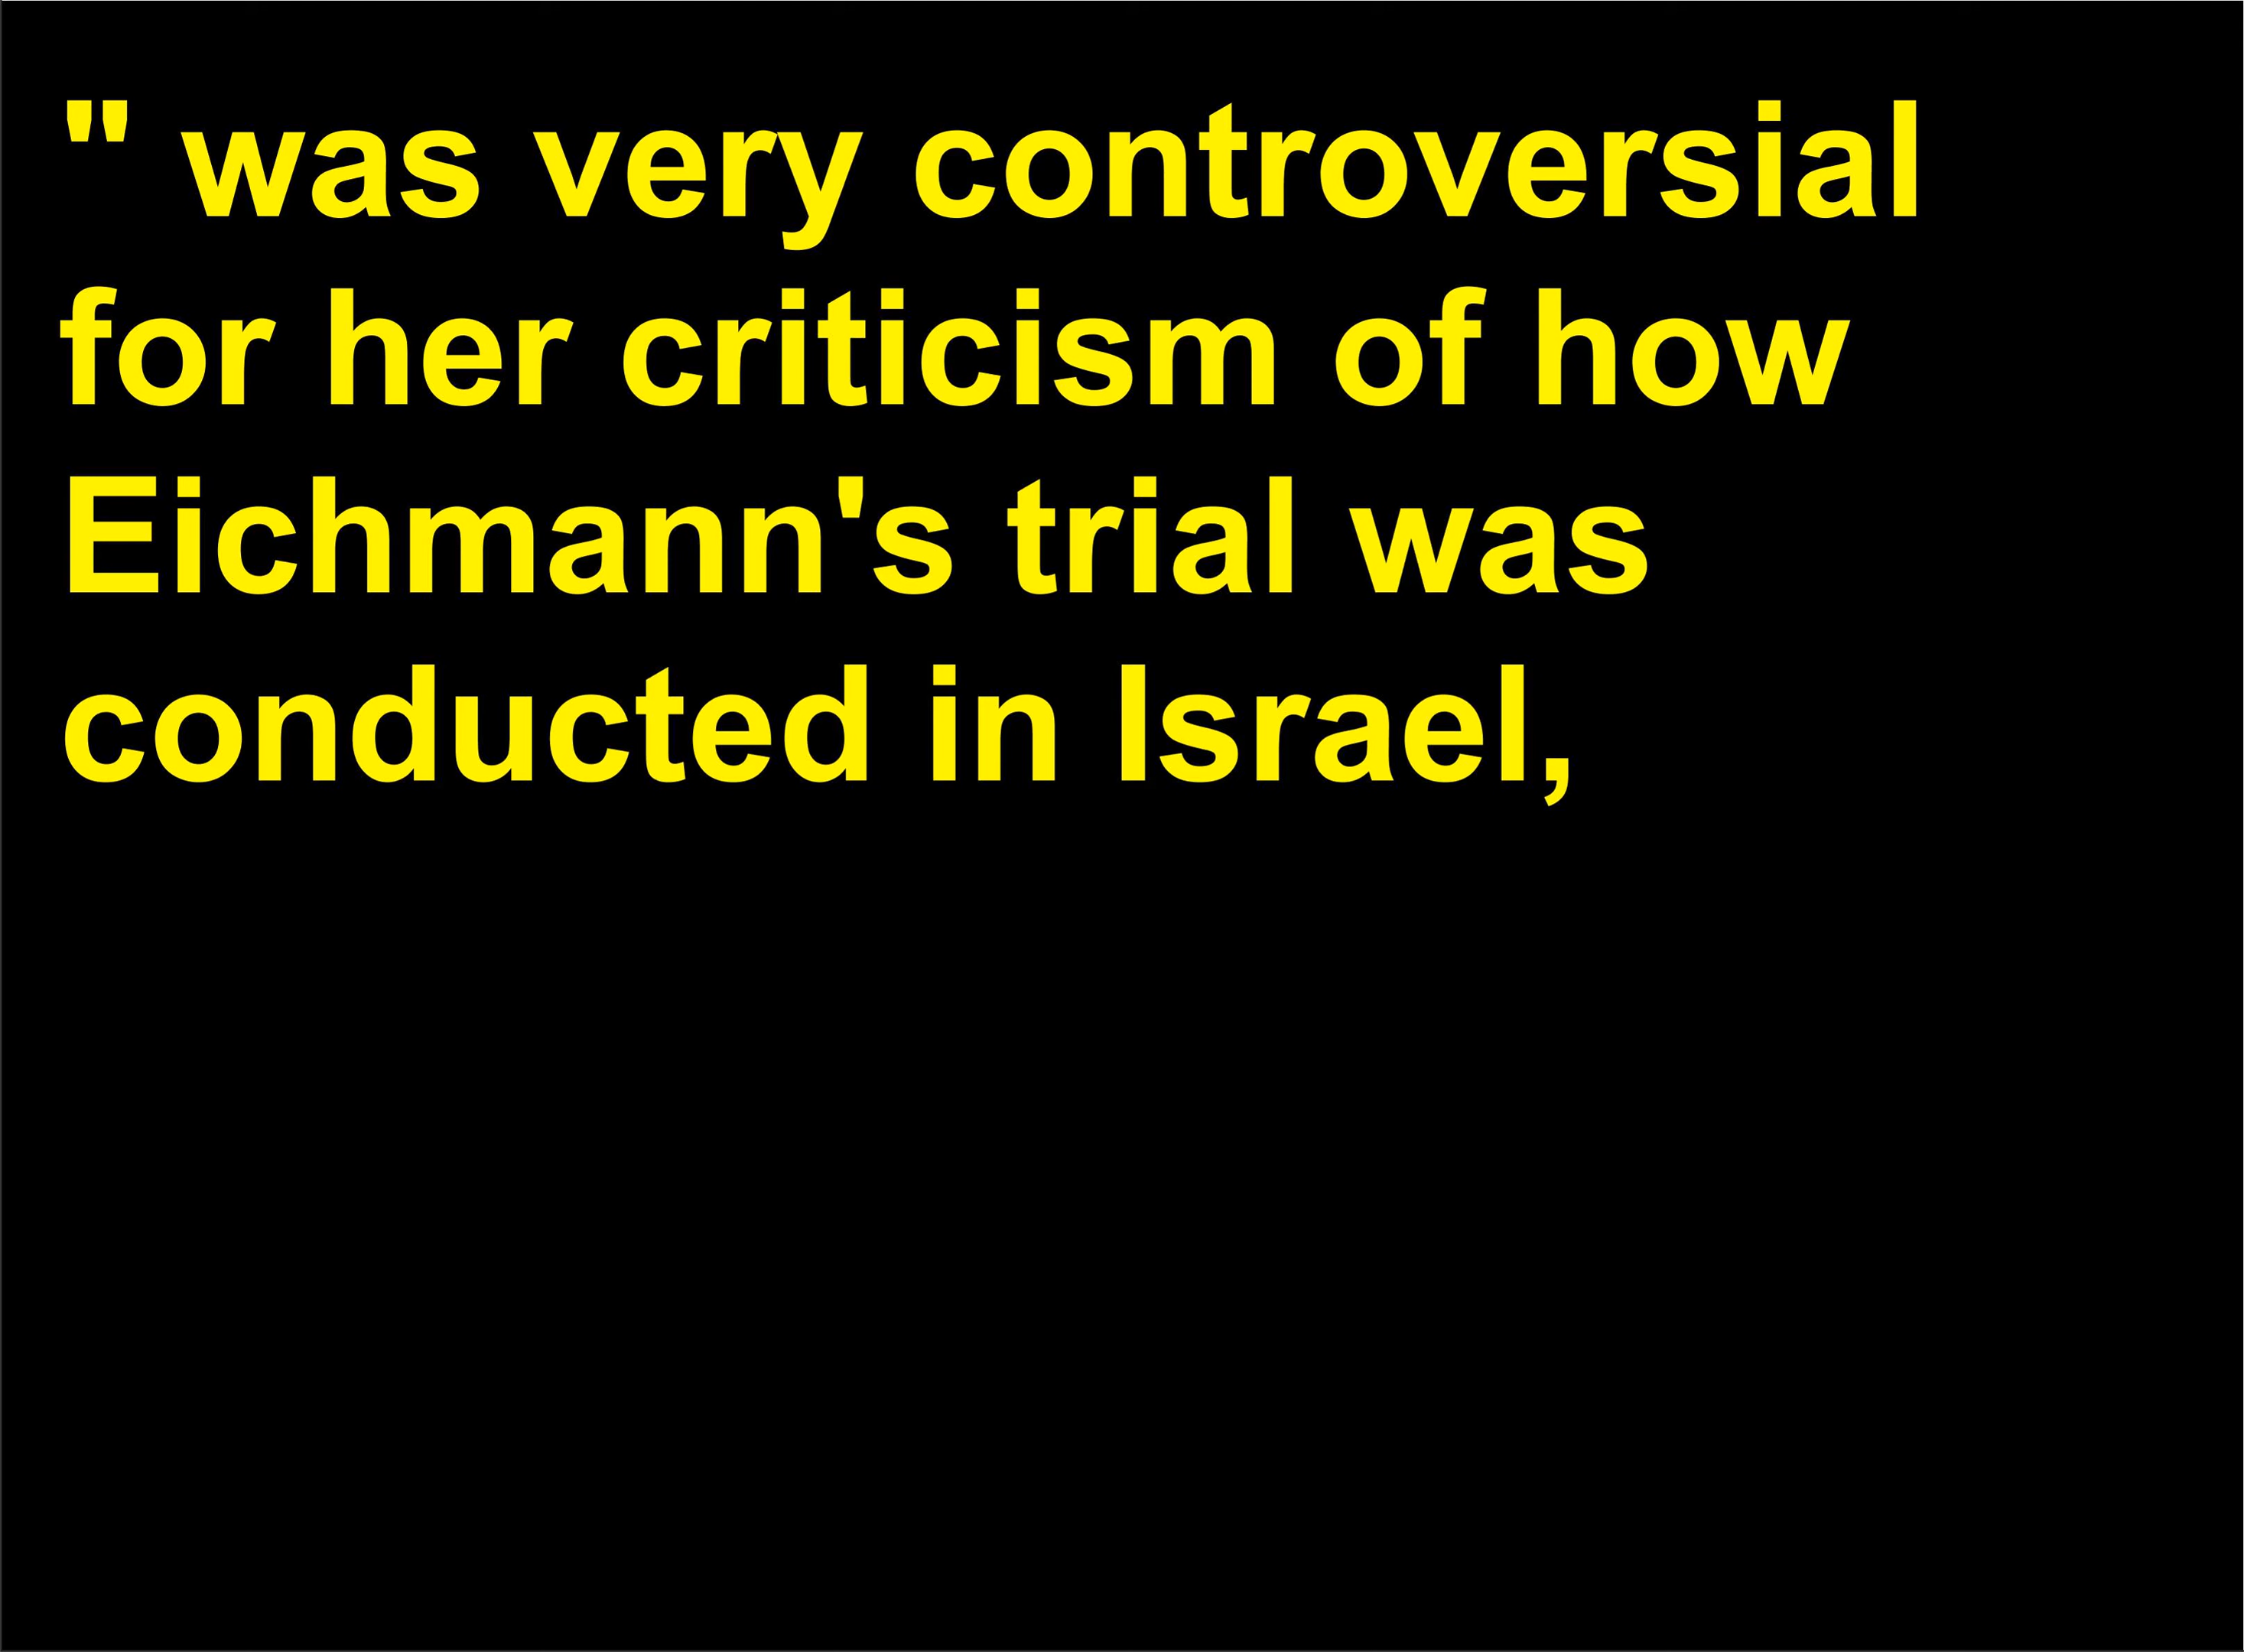 " was very controversial
for her criticism of how
Eichmann's trial was
conducted in Israel,